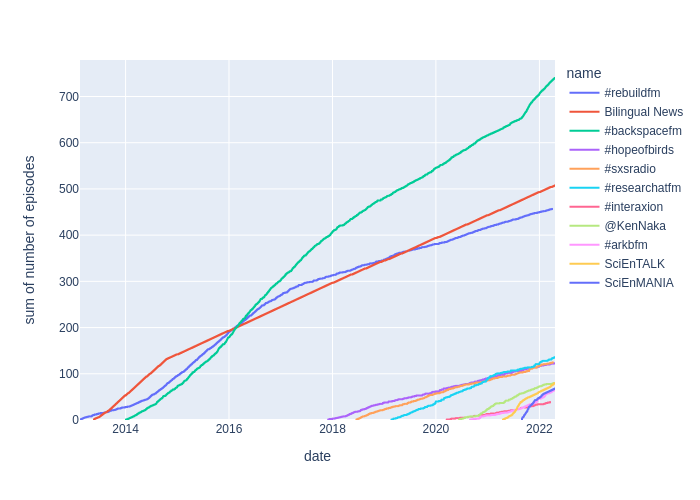 name
#rebuildfm
Bilingual News
#backspacefm
#hopeofbirds
#sxsradio
#researchatfm
#interaxion
@KenNaka
#arkbfm
SciEnTALK
SciEnMANIA
sum of number of episodes
700
600
500
400
300
200
100
0
2014 2016 2018 2020 2022
date